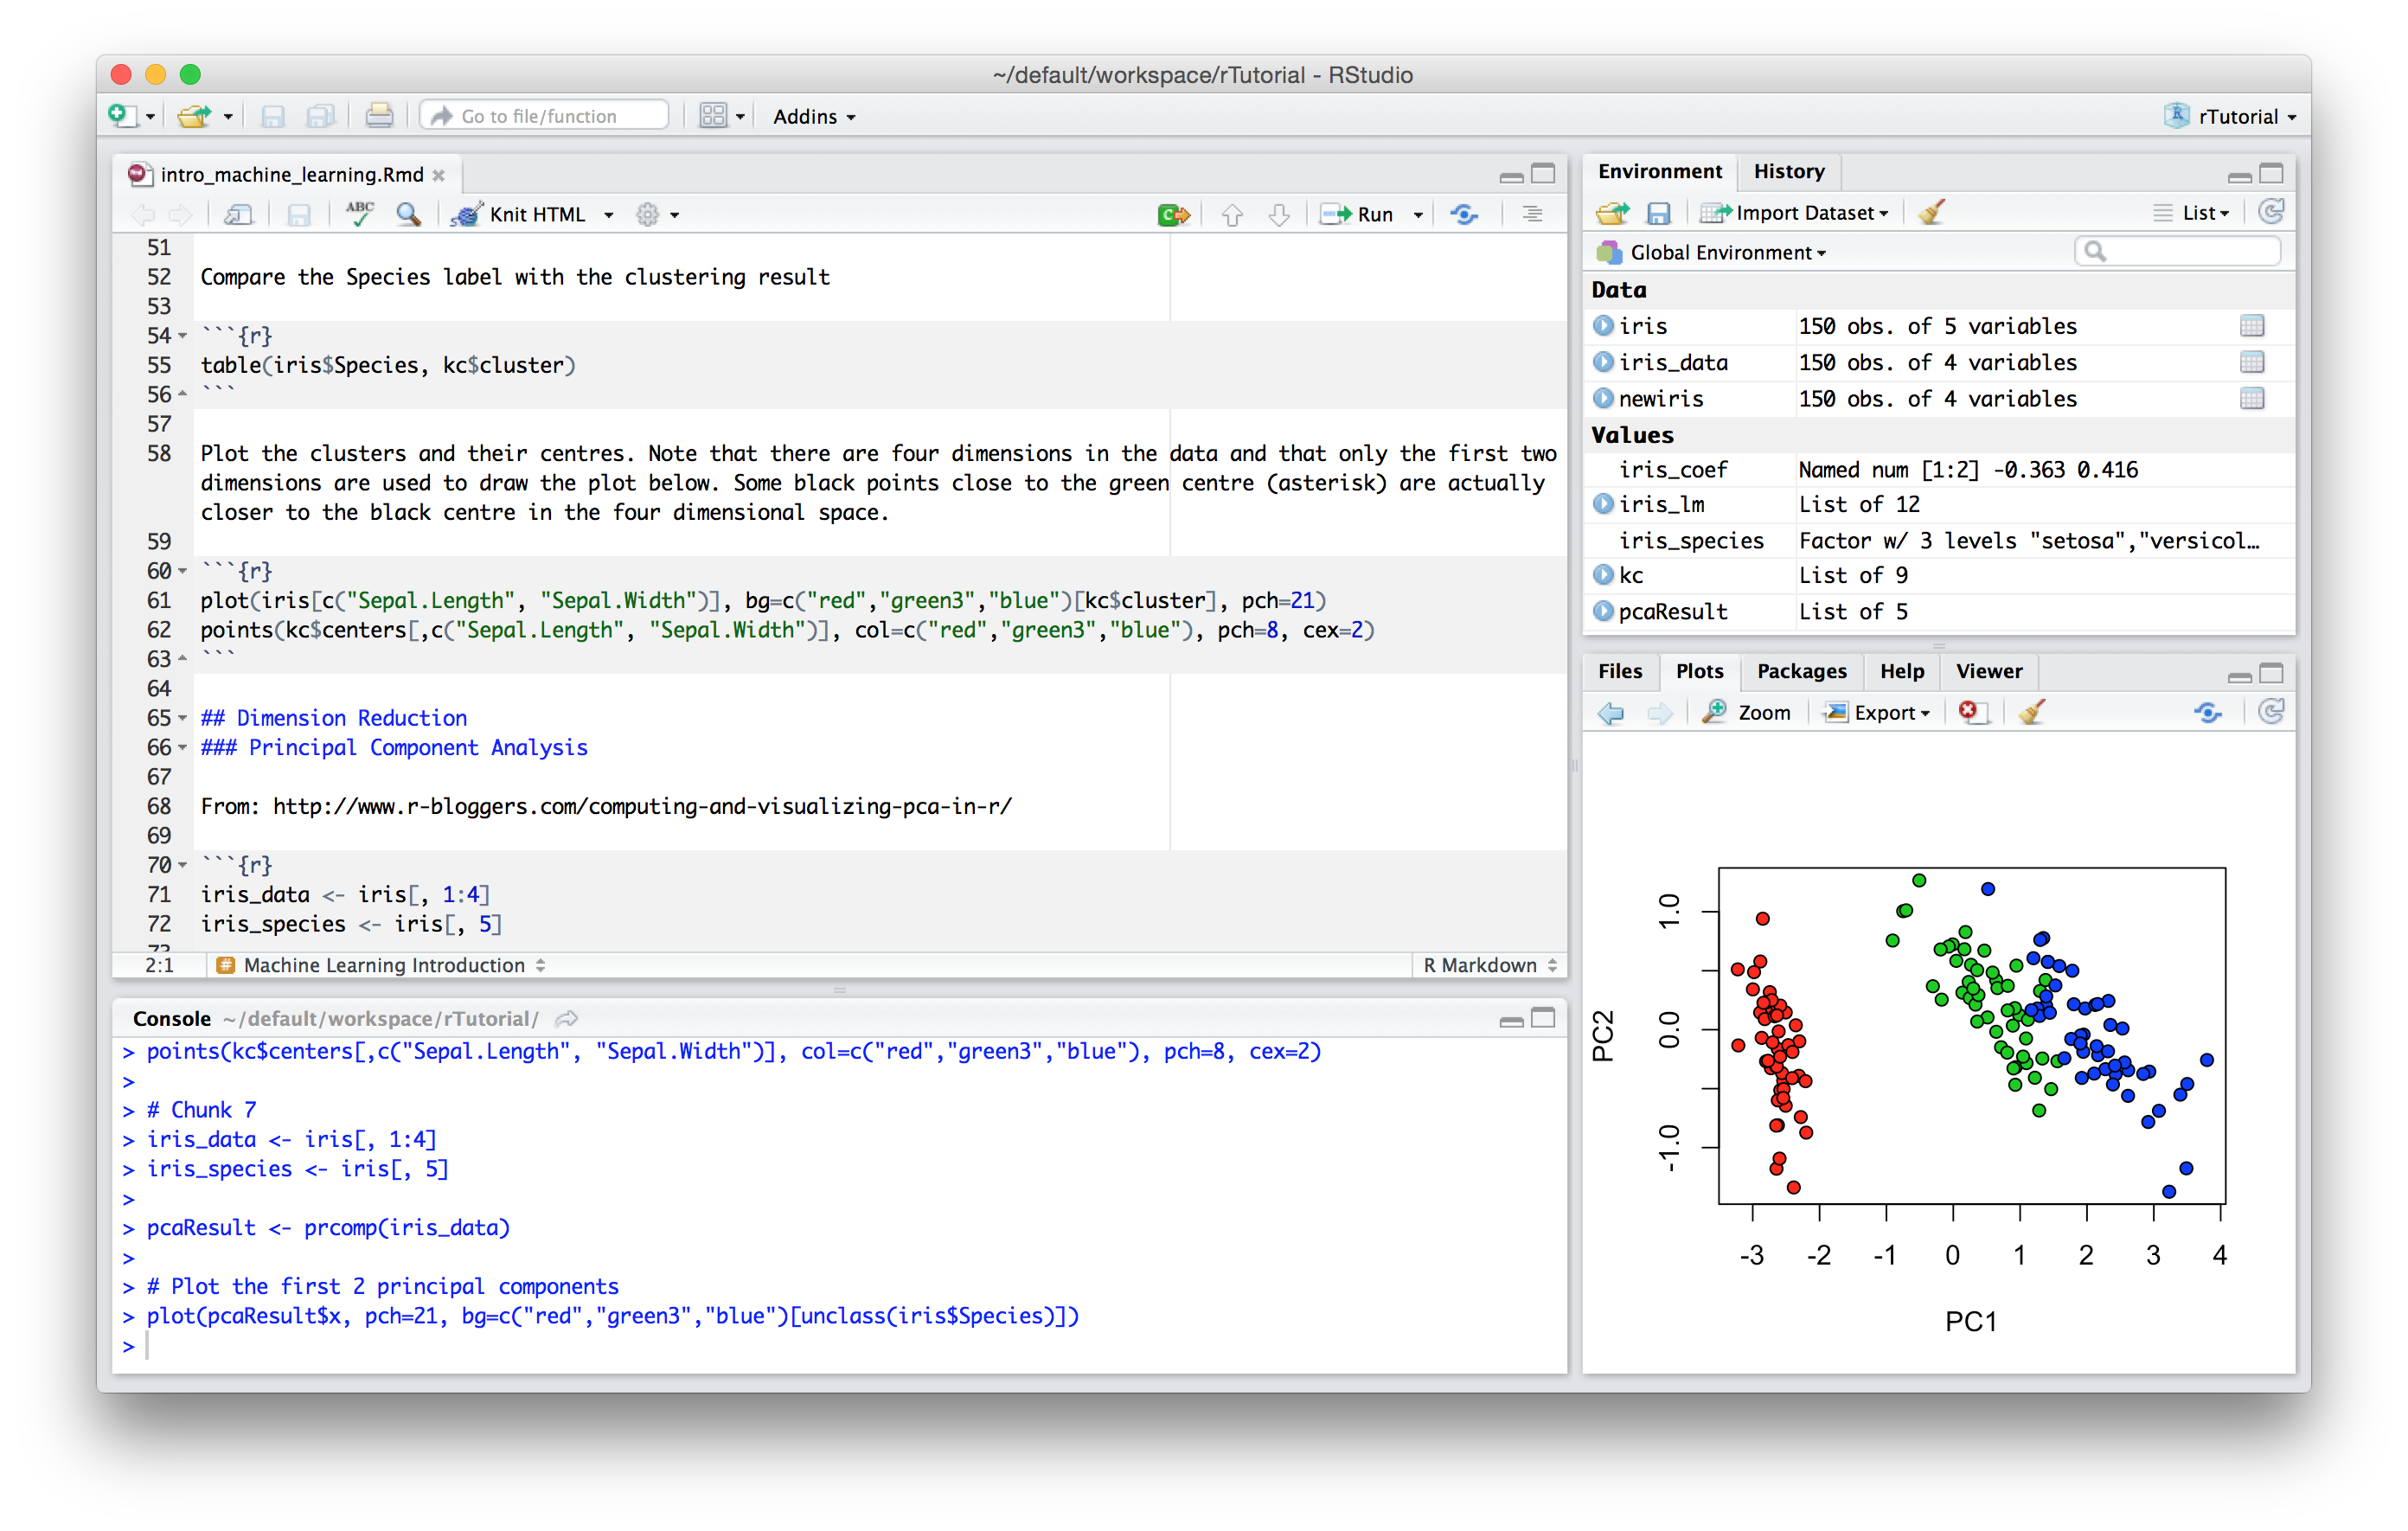 ~/default/workspace/rTutorial - RStudio
Go to file/function
Addins
rTutorial
intro_machine_learning.Rmd
ABC
Knit HTML
Run
51
52 Compare the Species label with the clustering result
53
54 ```{r}
55 table(iris$Species, kc$cluster)
56 ```
57
58 Plot the clusters and their centres. Note that there are four dimensions in the data and that only the first two
dimensions are used to draw the plot below. Some black points close to the green centre (asterisk) are actually
closer to the black centre in the four dimensional space.
59
60 ```{r}
61 plot(iris[c("Sepal.Length", "Sepal.Width")], bg=c("red","green3","blue")[kc$cluster], pch=21)
62 points(kc$centers[,c("Sepal.Length", "Sepal.Width")], col=c("red","green3","blue"), pch=8, cex=2)
63 ```
64
65 ## Dimension Reduction
66 ### Principal Component Analysis
67
68 From: http://www.r-bloggers.com/computing-and-visualizing-pca-in-r/
69
70 ```{r}
71 iris_data <- iris[, 1:4]
72 iris_species <- iris[, 5]
73
2:1 # Machine Learning Introduction R Markdown
Console ~/default/workspace/rTutorial/
> points(kc$centers[,c("Sepal.Length", "Sepal.Width")], col=c("red","green3","blue"), pch=8, cex=2)
>
> # Chunk 7
> iris_data <- iris[, 1:4]
> iris_species <- iris[, 5]
>
> pcaResult <- prcomp(iris_data)
>
> # Plot the first 2 principal components
> plot(pcaResult$x, pch=21, bg=c("red","green3","blue")[unclass(iris$Species)])
>
Environment History
Import Dataset List
Global Environment
Data
iris 150 obs. of 5 variables
iris_data 150 obs. of 4 variables
newiris 150 obs. of 4 variables
Values
iris_coef Named num [1:2] -0.363 0.416
iris_lm List of 12
iris_species Factor w/ 3 levels "setosa","versicol…
kc List of 9
pcaResult List of 5
Files Plots Packages Help Viewer
Zoom Export
1.0
0.0
-1.0
PC2
-3 -2 -1 0 1 2 3 4
PC1